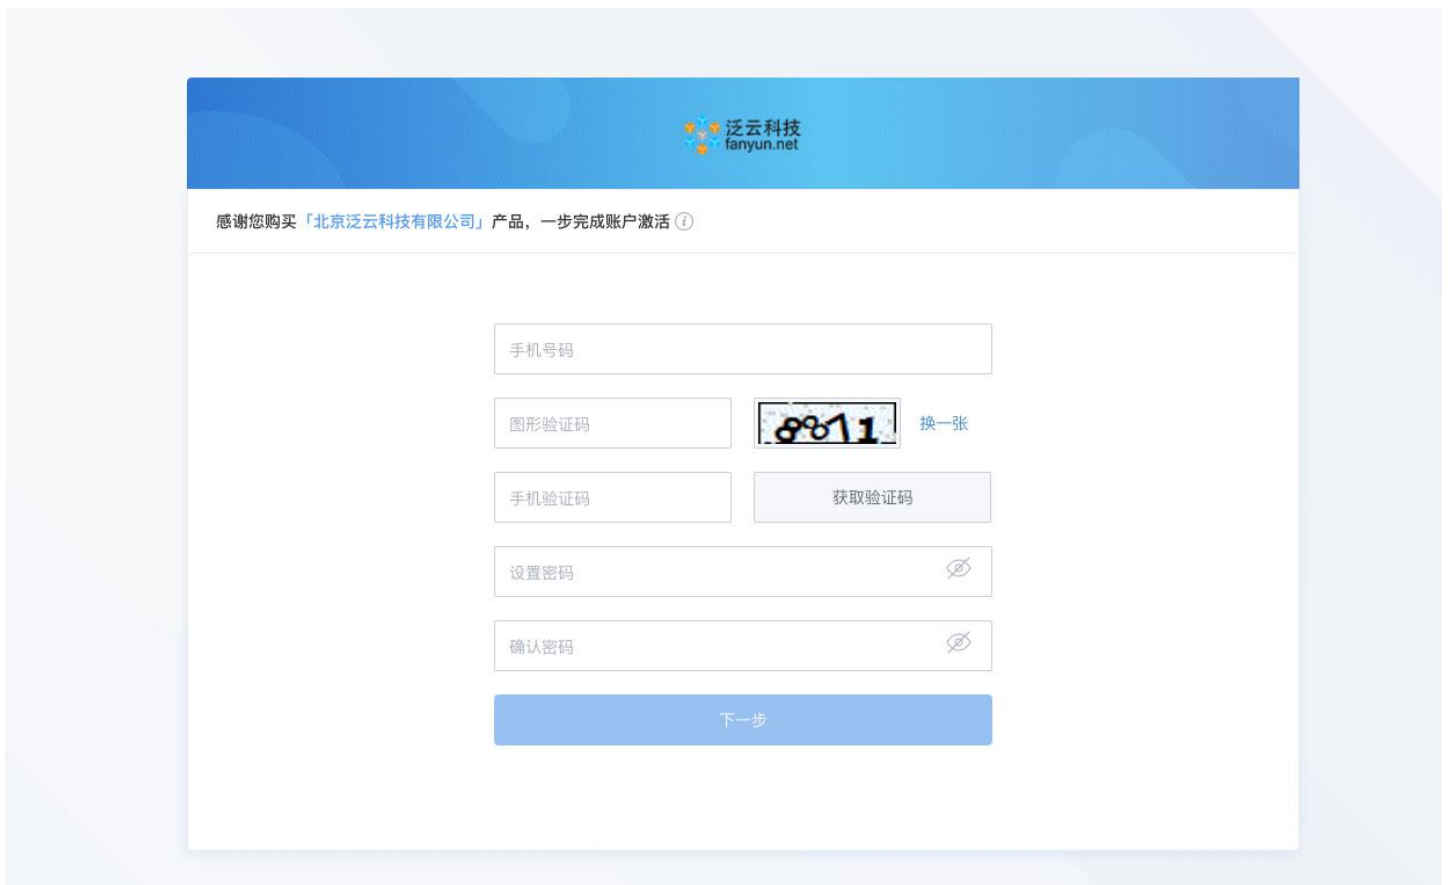 泛云科技
fanyun.net
感谢您购买「北京泛云科技有限公司」产品，一步完成账户激活 i
手机号码
图形验证码 8871 换一张
手机验证码 获取验证码
设置密码
确认密码
下一步